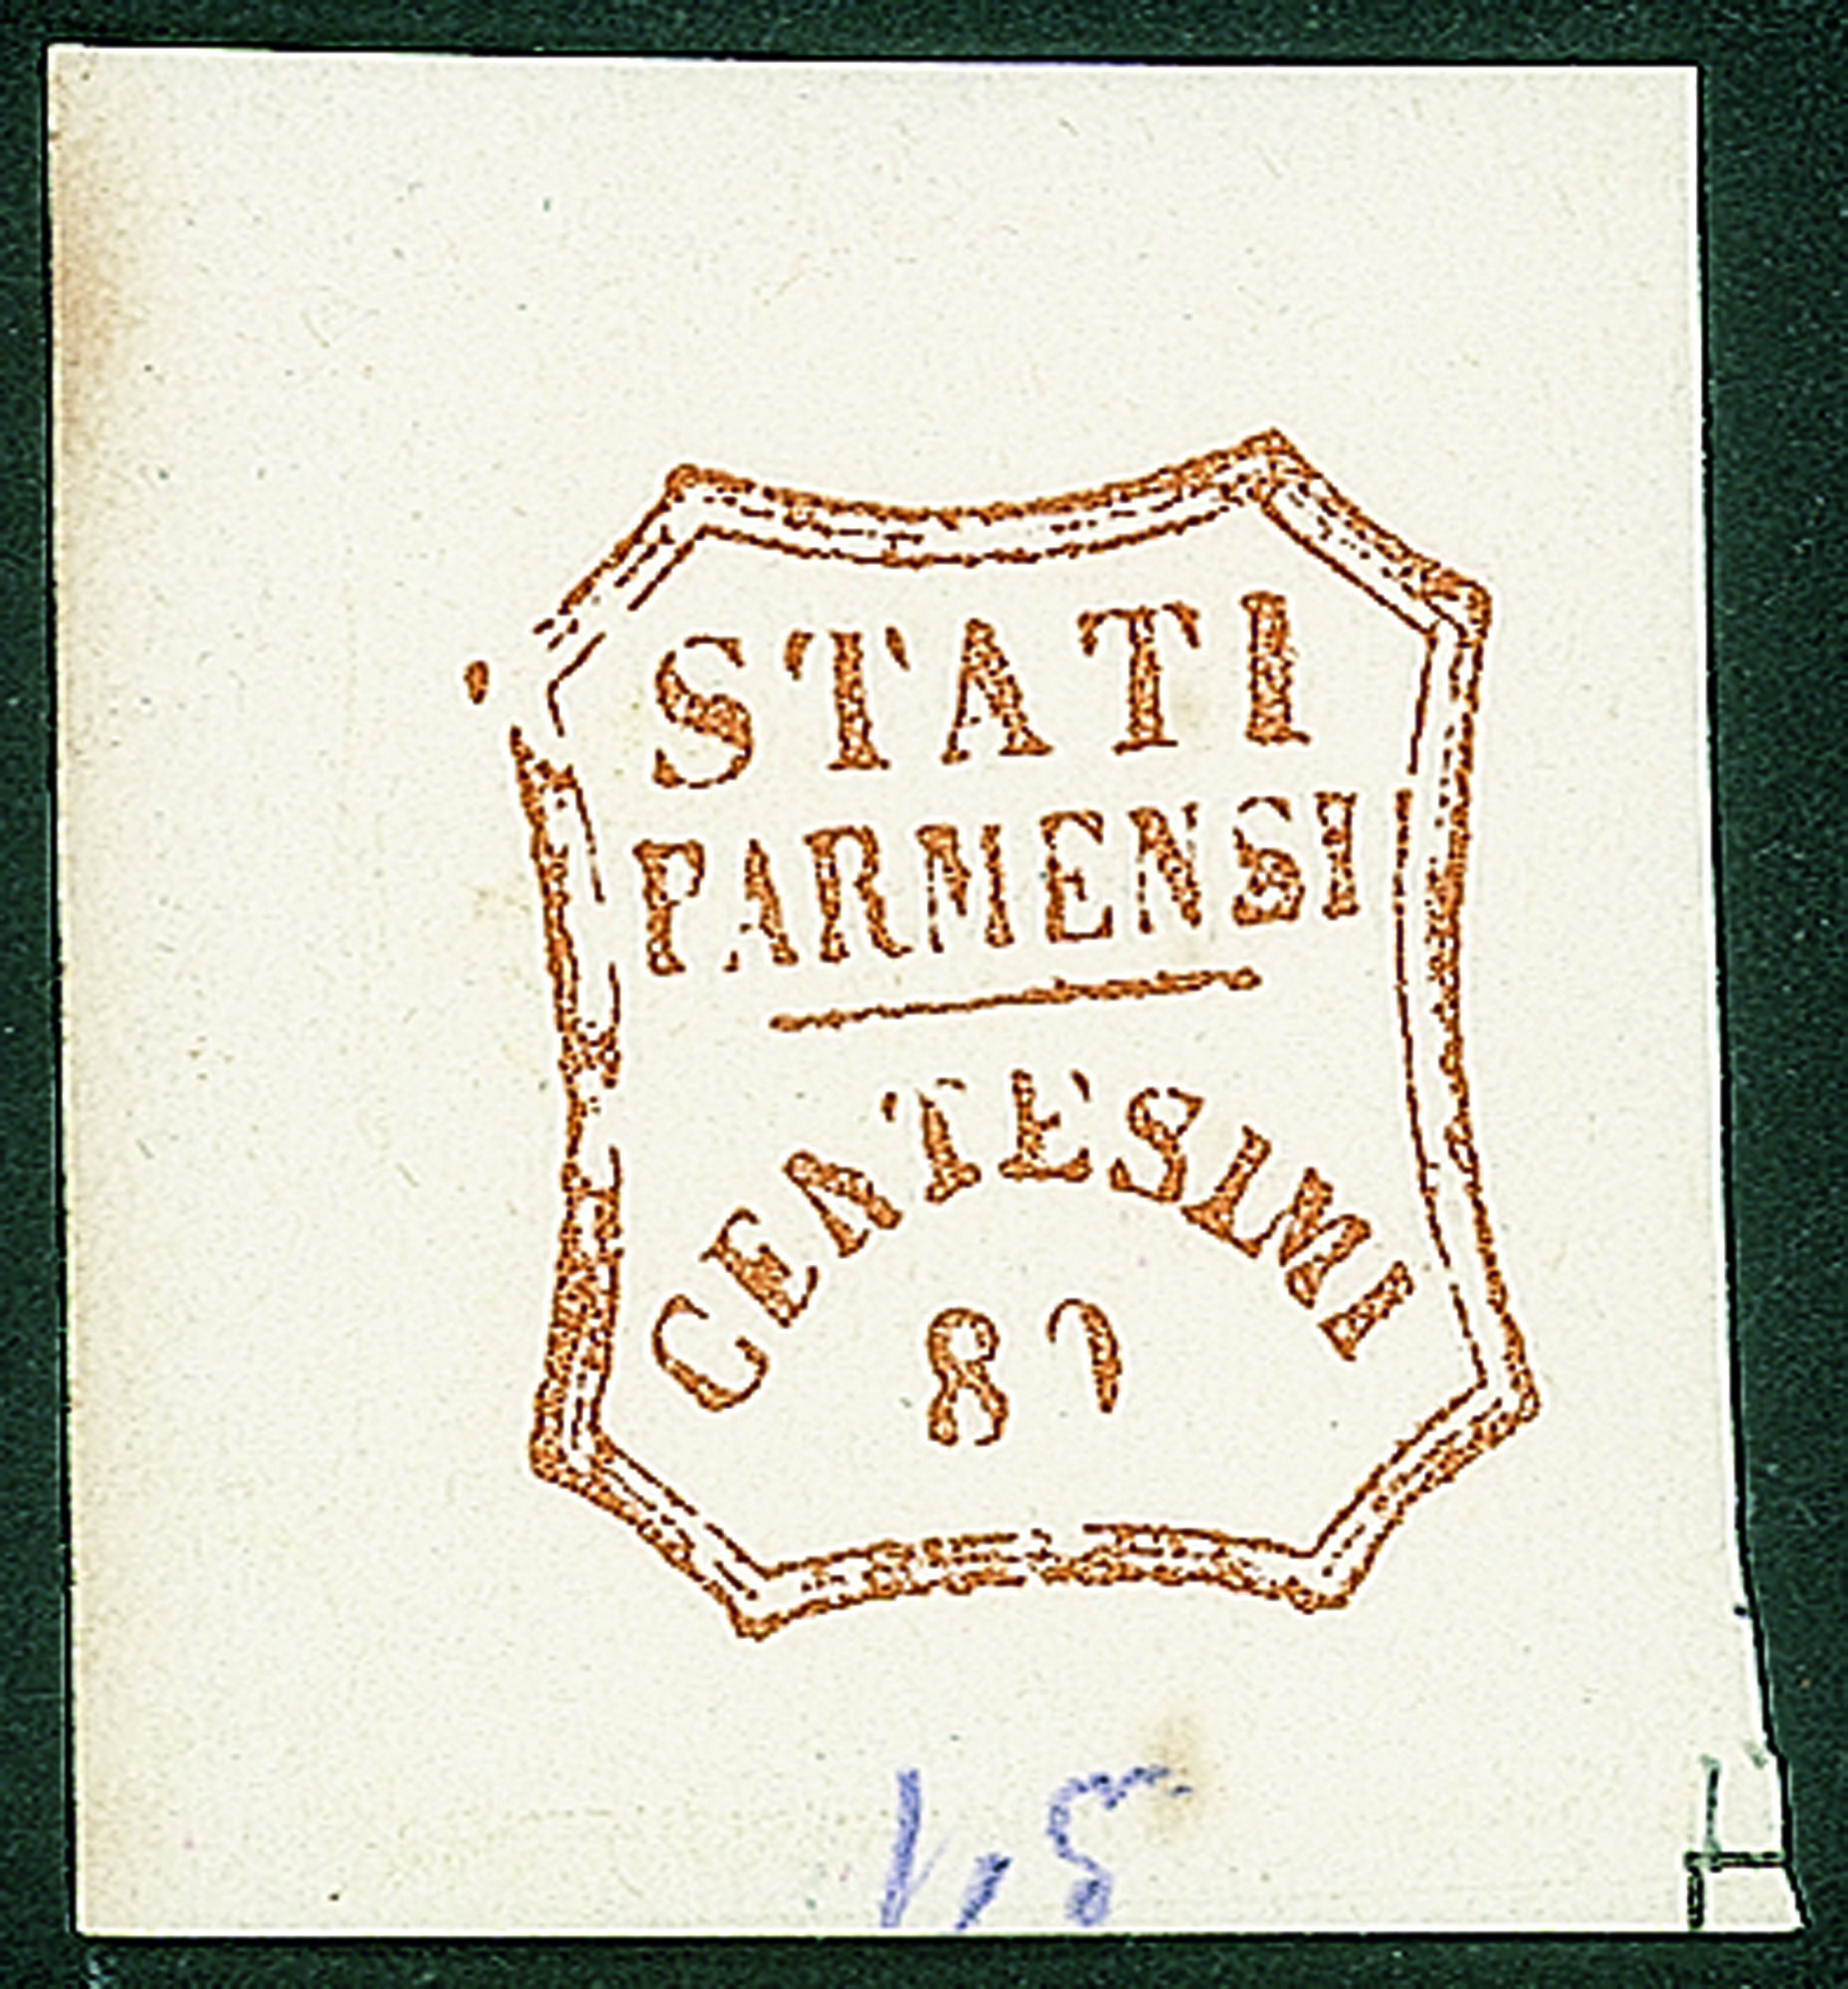 STATI
PARMENSI
CENTESIMI
80